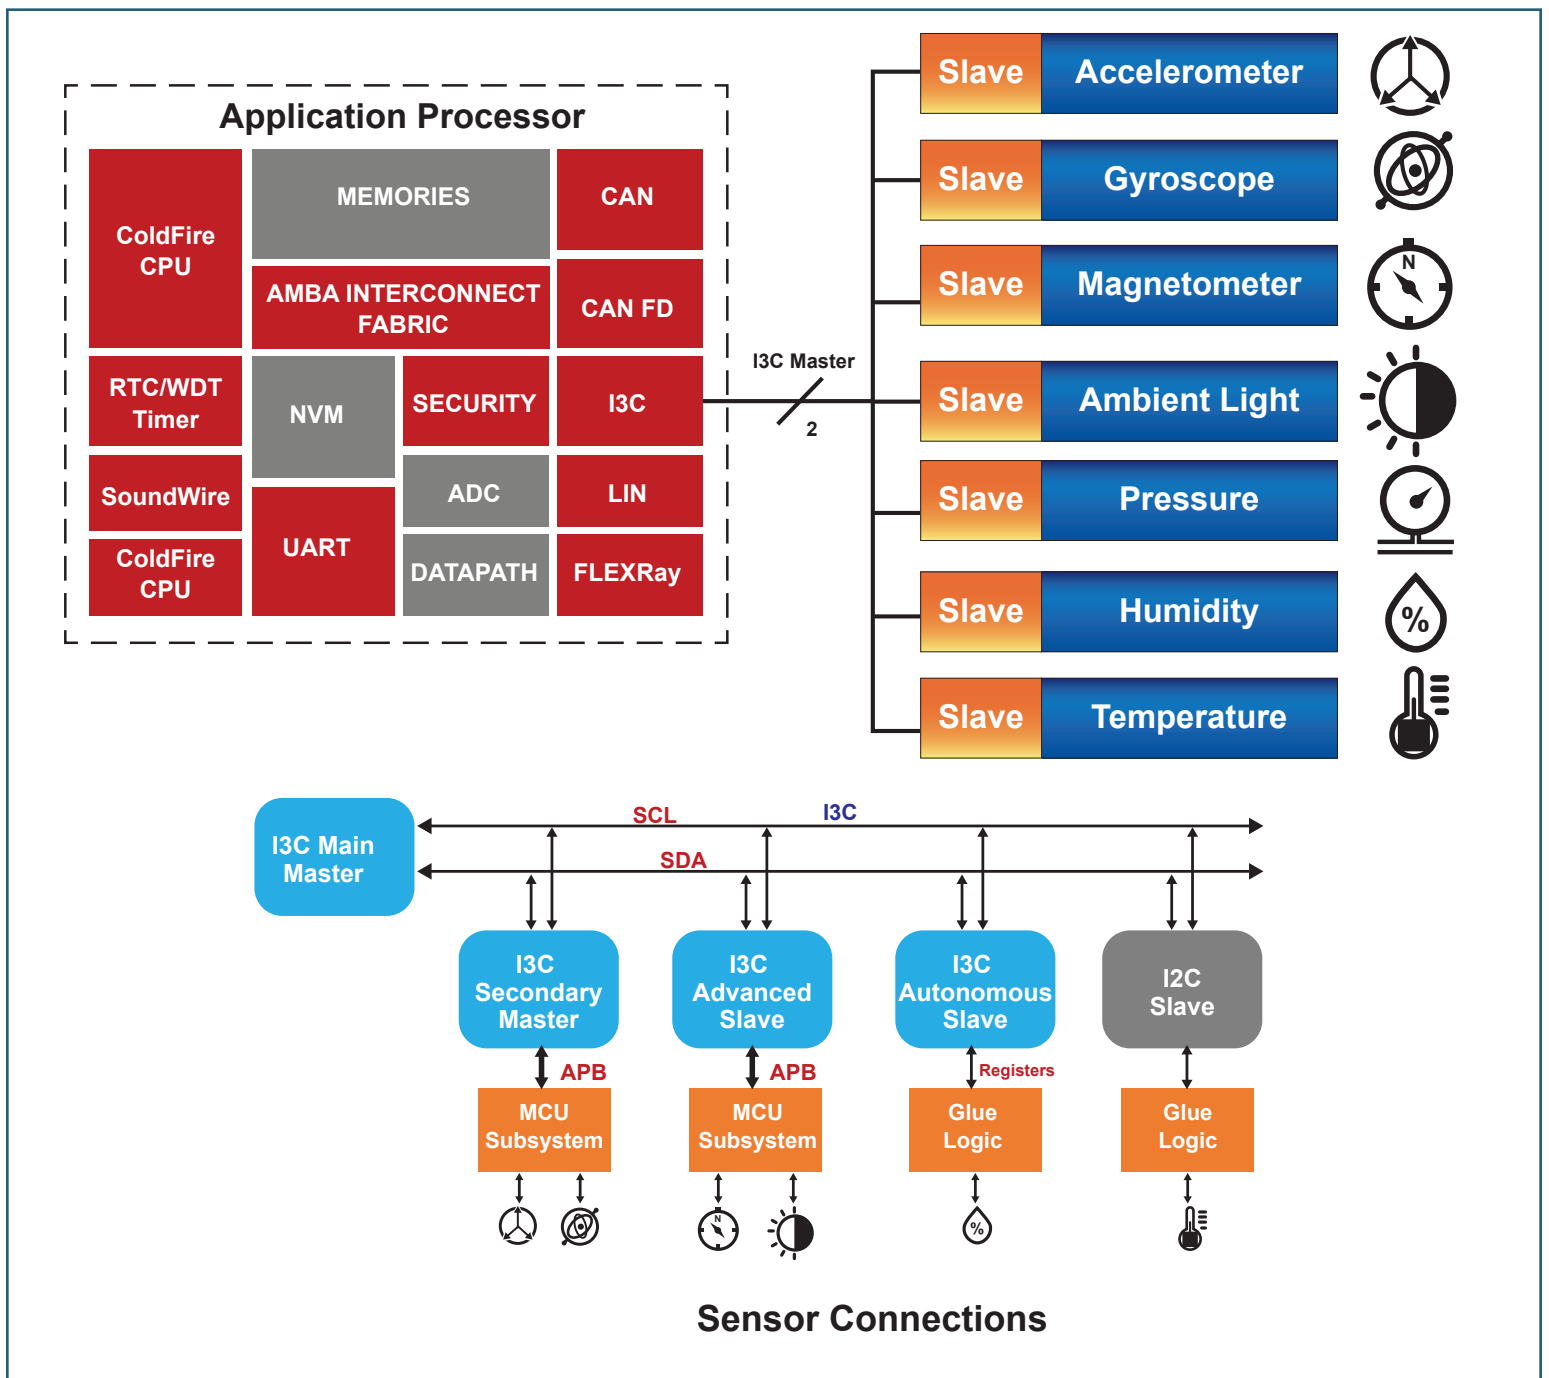 Application Processor
ColdFire
CPU
MEMORIES
CAN
AMBA INTERCONNECT
FABRIC
CAN FD
RTC/WDT
Timer
NVM
SECURITY
I3C
SoundWire
ADC
LIN
ColdFire
CPU
UART
DATAPATH
FLEXRay
I3C Master
2
Slave Accelerometer
Slave Gyroscope
Slave Magnetometer
N
Slave Ambient Light
Slave Pressure
Slave Humidity
%
Slave Temperature
I3C Main
Master
SCL
I3C
SDA
I3C
Secondary
Master
I3C
Advanced
Slave
I3C
Autonomous
Slave
I2C
Slave
APB
APB
Registers
MCU
Subsystem
MCU
Subsystem
Glue
Logic
Glue
Logic
N
%
Sensor Connections